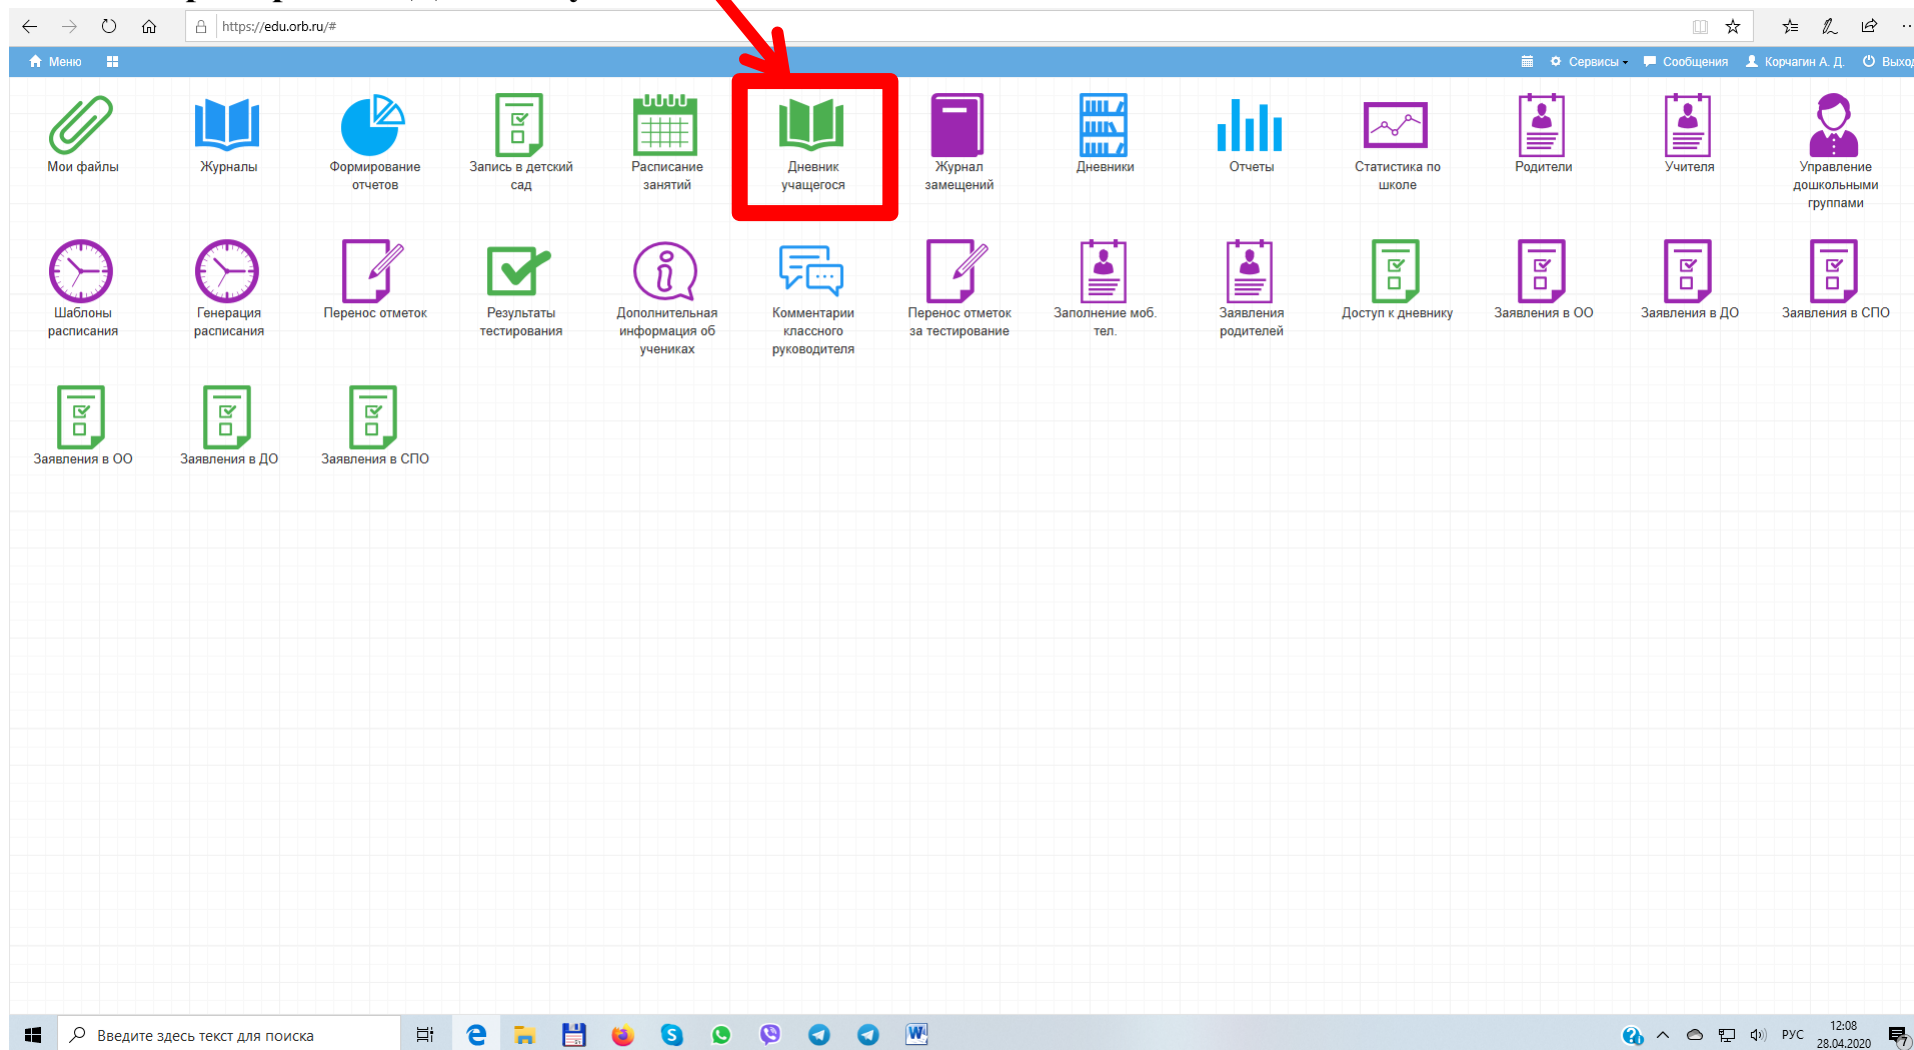 https://edu.orb.ru/#
Меню
Сервисы
Сообщения
Корчагин А. Д.
Выход
Мои файлы
Журналы
Формирование
отчетов
Запись в детский
сад
Расписание
занятий
Дневник
учащегося
Журнал
замещений
Дневники
Отчеты
Статистика по
школе
Родители
Учителя
Управление
дошкольными
группами
Шаблоны
расписания
Генерация
расписания
Перенос отметок
Результаты
тестирования
Дополнительная
информация об
учениках
Комментарии
классного
руководителя
Перенос отметок
за тестирование
Заполнение моб.
тел.
Заявления
родителей
Доступ к дневнику
Заявления в ОО
Заявления в ДО
Заявления в СПО
Заявления в ОО
Заявления в ДО
Заявления в СПО
Введите здесь текст для поиска
РУС
12:08
28.04.2020
7